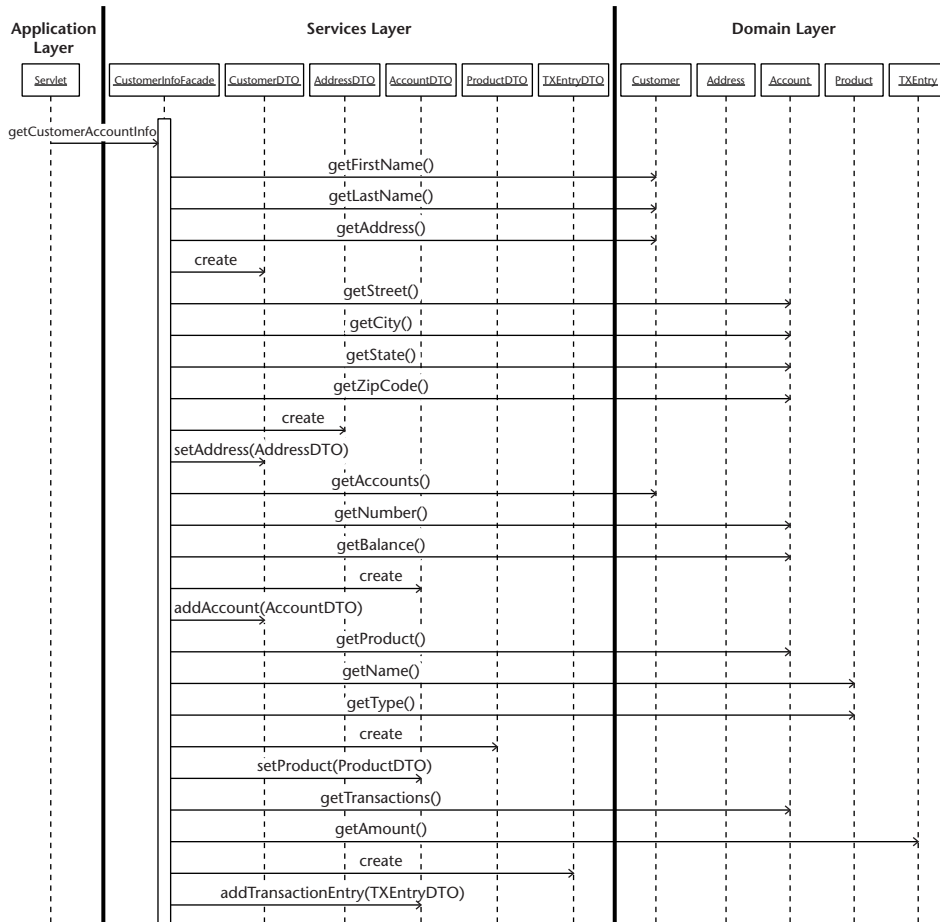 Application
Layer
Services Layer
Domain Layer
Servlet
CustomerInfoFacade
CustomerDTO
AddressDTO
AccountDTO
ProductDTO
TXEntryDTO
Customer
Address
Account
Product
TXEntry
getCustomerAccountInfo
getFirstName()
getLastName()
getAddress()
create
getStreet()
getCity()
getState()
getZipCode()
create
setAddress(AddressDTO)
getAccounts()
getNumber()
getBalance()
create
addAccount(AccountDTO)
getProduct()
getName()
getType()
create
setProduct(ProductDTO)
getTransactions()
getAmount()
create
addTransactionEntry(TXEntryDTO)